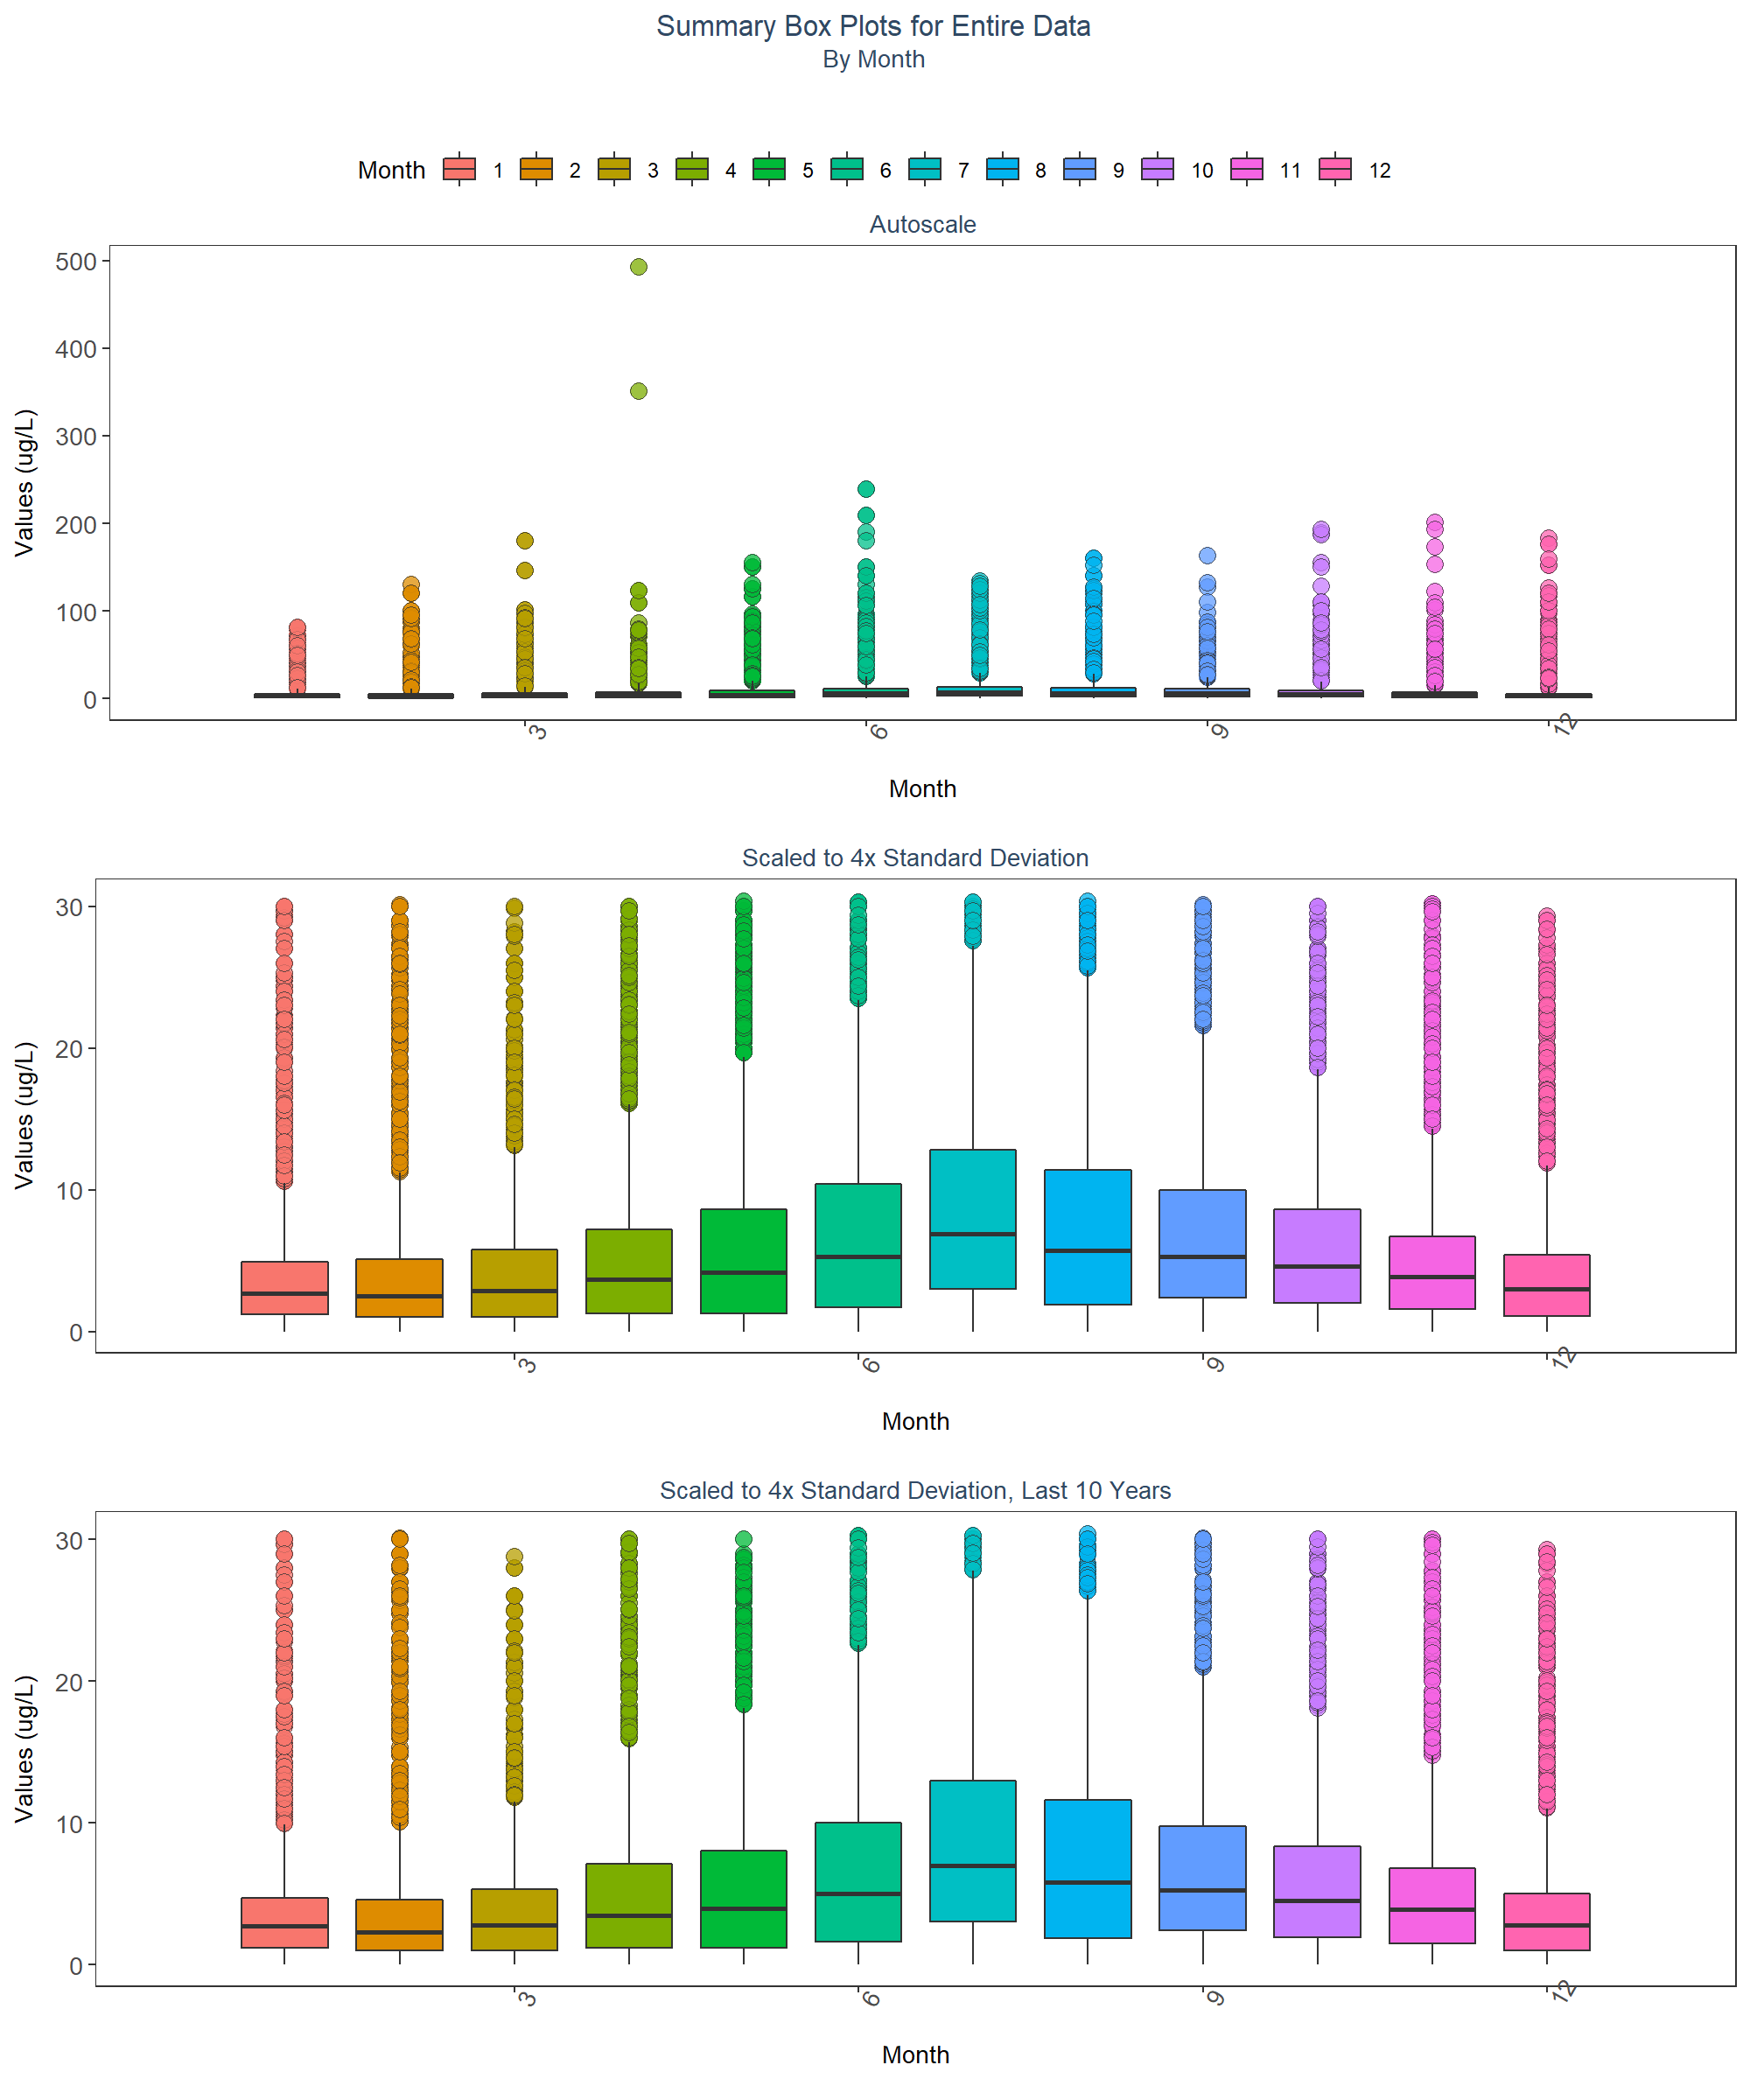 Summary Box Plots for Entire Data
By Month
Month 1 2 3 4 5 6 7 8 9 10 11 12
Autoscale
500
400
300
200
100
0
Values (ug/L)
3 6 9 12
Month
Scaled to 4x Standard Deviation
30
20
10
0
Values (ug/L)
3 6 9 12
Month
Scaled to 4x Standard Deviation, Last 10 Years
30
20
10
0
Values (ug/L)
3 6 9 12
Month